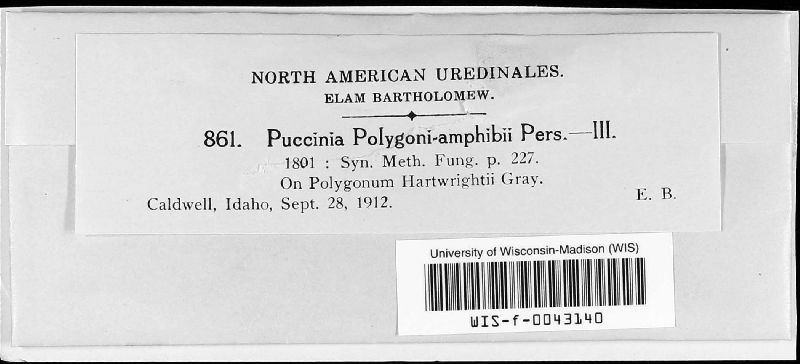 NORTH AMERICAN UREDINALES.
ELAM BARTHOLOMEW.
861. Puccinia Polygoni-amphibii Pers.—III.
1801 : Syn. Meth. Fung. p. 227.
On Polygonum Hartwrightii Gray.
Caldwell, Idaho, Sept. 28, 1912. E. B.
University of Wisconsin-Madison (WIS)
WIS-f-0043140